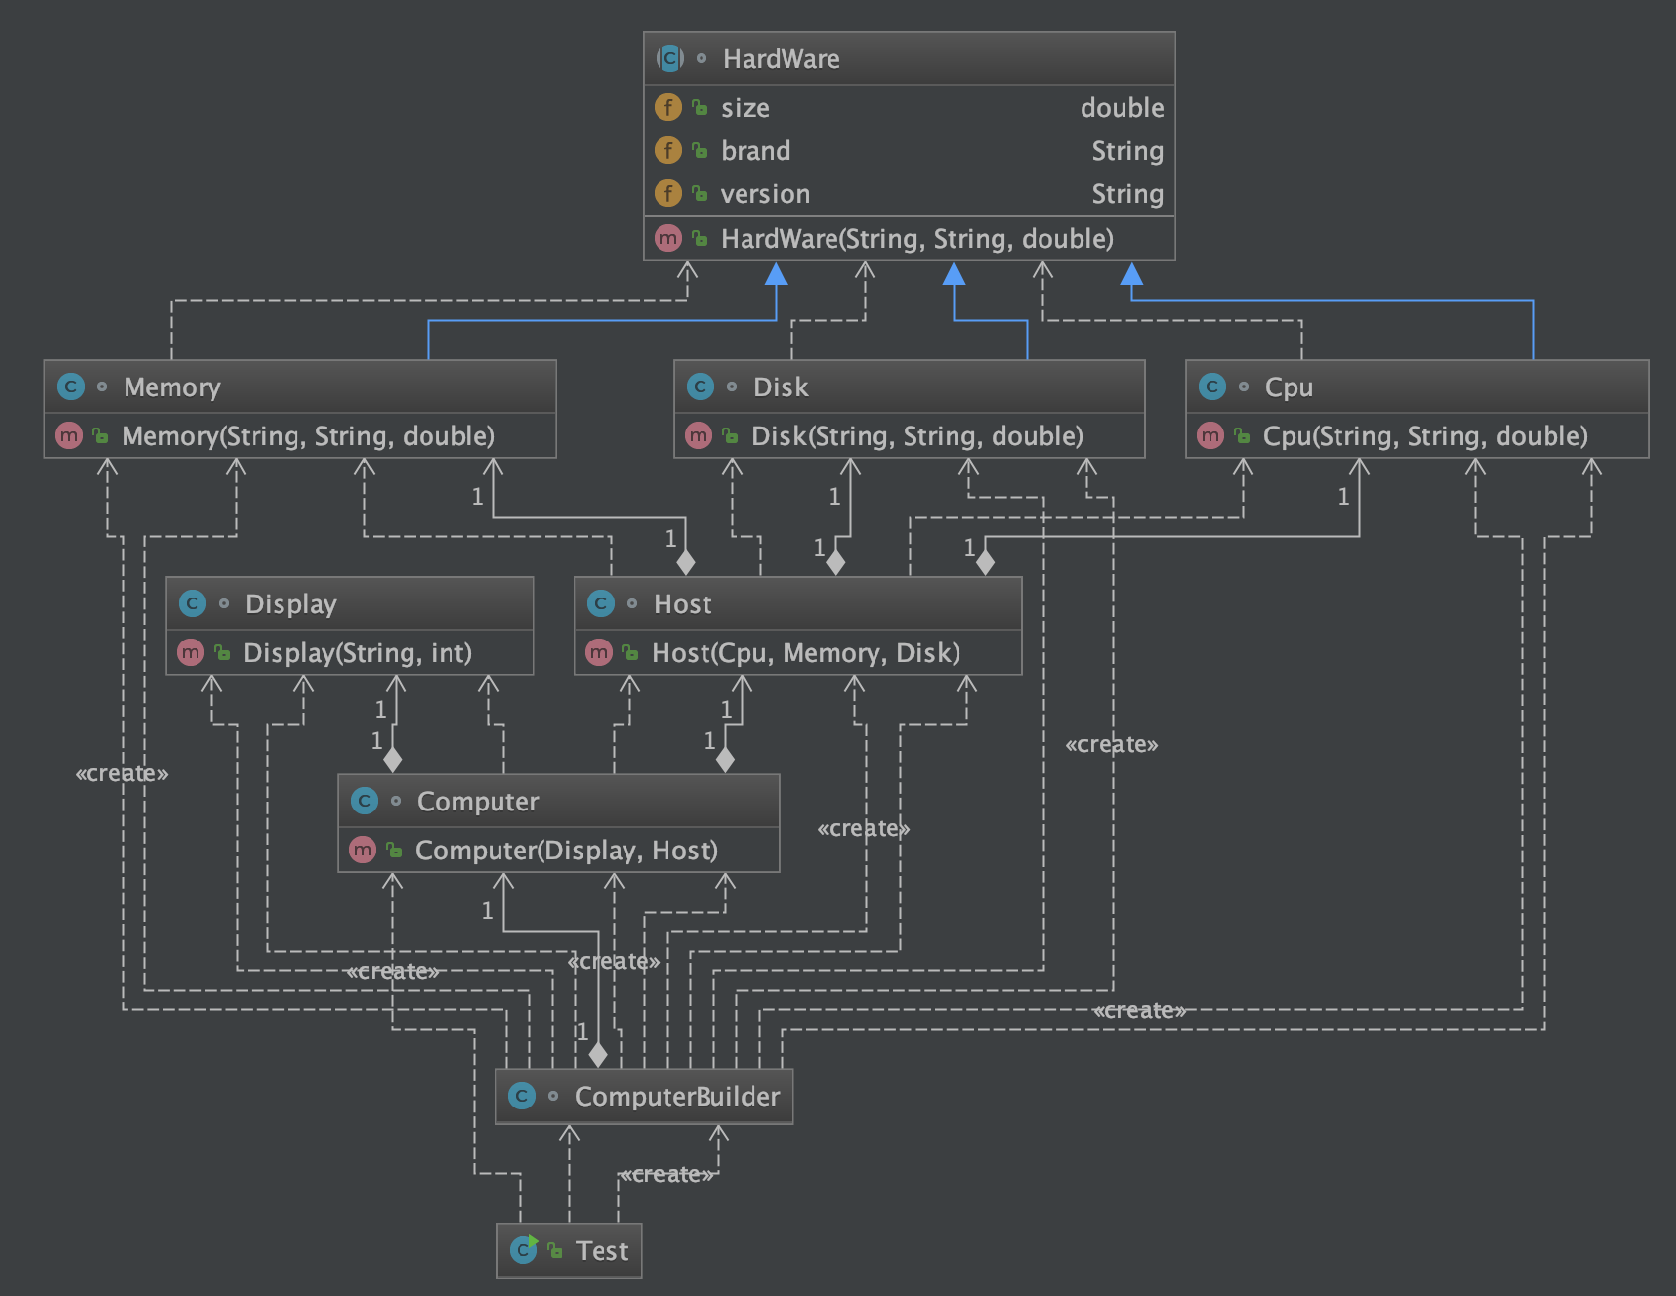 HardWare
size double
brand String
version String
HardWare(String, String, double)
Memory
Memory(String, String, double)
Disk
Disk(String, String, double)
Cpu
Cpu(String, String, double)
1
1
1
1
1
1
Display
Display(String, int)
Host
Host(Cpu, Memory, Disk)
1
1
1
1
«create»
«create»
Computer
Computer(Display, Host)
«create»
1
«create»
«create»
«create»
1
ComputerBuilder
«create»
Test